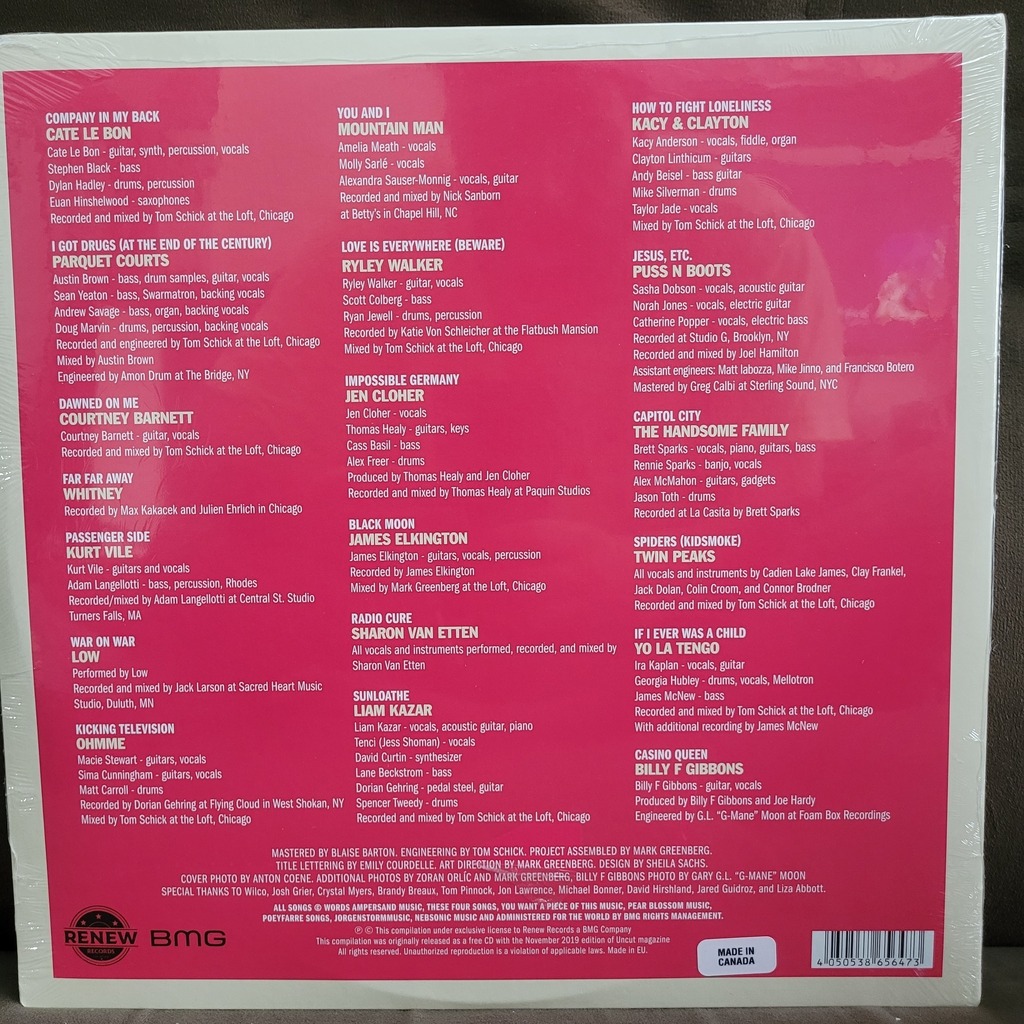 COMPANY IN MY BACK
CATE LE BON
Cate Le Bon - guitar, synth, percussion, vocals
Stephen Black - bass
Dylan Hadley - drums, percussion
Euan Hinshelwood - saxophones
Recorded and mixed by Tom Schick at the Loft, Chicago
I GOT DRUGS (AT THE END OF THE CENTURY)
PARQUET COURTS
Austin Brown - bass, drum samples, guitar, vocals
Sean Yeaton - bass, Swarmatron, backing vocals
Andrew Savage - bass, organ, backing vocals
Doug Marvin - drums, percussion, backing vocals
Recorded and engineered by Tom Schick at the Loft, Chicago
Mixed by Austin Brown
Engineered by Amon Drum at The Bridge, NY
DAWNED ON ME
COURTNEY BARNETT
Courtney Barnett - guitar, vocals
Recorded and mixed by Tom Schick at the Loft, Chicago
FAR FAR AWAY
WHITNEY
Recorded by Max Kakacek and Julien Ehrlich in Chicago
PASSENGER SIDE
KURT VILE
Kurt Vile - guitars and vocals
Adam Langellotti - bass, percussion, Rhodes
Recorded/mixed by Adam Langellotti at Central St. Studio
Turners Falls, MA
WAR ON WAR
LOW
Performed by Low
Recorded and mixed by Jack Larson at Sacred Heart Music
Studio, Duluth, MN
KICKING TELEVISION
OHMME
Macie Stewart - guitars, vocals
Sima Cunningham - guitars, vocals
Matt Carroll - drums
Recorded by Dorian Gehring at Flying Cloud in West Shokan, NY
Mixed by Tom Schick at the Loft, Chicago
YOU AND I
MOUNTAIN MAN
Amelia Meath - vocals
Molly Sarlé - vocals
Alexandra Sauser-Monnig - vocals, guitar
Recorded and mixed by Nick Sanborn
at Betty's in Chapel Hill, NC
LOVE IS EVERYWHERE (BEWARE)
RYLEY WALKER
Ryley Walker - guitar, vocals
Scott Colberg - bass
Ryan Jewell - drums, percussion
Recorded by Katie Von Schleicher at the Flatbush Mansion
Mixed by Tom Schick at the Loft, Chicago
IMPOSSIBLE GERMANY
JEN CLOHER
Jen Cloher - vocals
Thomas Healy - guitars, keys
Cass Basil - bass
Alex Freer - drums
Produced by Thomas Healy and Jen Cloher
Recorded and mixed by Thomas Healy at Paquin Studios
BLACK MOON
JAMES ELKINGTON
James Elkington - guitars, vocals, percussion
Recorded by James Elkington
Mixed by Mark Greenberg at the Loft, Chicago
RADIO CURE
SHARON VAN ETTEN
All vocals and instruments performed, recorded, and mixed by
Sharon Van Etten
SUNLOATHE
LIAM KAZAR
Liam Kazar - vocals, acoustic guitar, piano
Tenci (Jess Shoman) - vocals
David Curtin - synthesizer
Lane Beckstrom - bass
Dorian Gehring - pedal steel, guitar
Spencer Tweedy - drums
Recorded and mixed by Tom Schick at the Loft, Chicago
HOW TO FIGHT LONELINESS
KACY & CLAYTON
Kacy Anderson - vocals, fiddle, organ
Clayton Linthicum - guitars
Andy Beisel - bass guitar
Mike Silverman - drums
Taylor Jade - vocals
Mixed by Tom Schick at the Loft, Chicago
JESUS, ETC.
PUSS N BOOTS
Sasha Dobson - vocals, acoustic guitar
Norah Jones - vocals, electric guitar
Catherine Popper - vocals, electric bass
Recorded at Studio G, Brooklyn, NY
Recorded and mixed by Joel Hamilton
Assistant engineers: Matt labozza, Mike Jinno, and Francisco Botero
Mastered by Greg Calbi at Sterling Sound, NYC
CAPITOL CITY
THE HANDSOME FAMILY
Brett Sparks - vocals, piano, guitars, bass
Rennie Sparks - banjo, vocals
Alex McMahon - guitars, gadgets
Jason Toth - drums
Recorded at La Casita by Brett Sparks
SPIDERS (KIDSMOKE)
TWIN PEAKS
All vocals and instruments by Cadien Lake James, Clay Frankel,
Jack Dolan, Colin Croom, and Connor Brodner
Recorded and mixed by Tom Schick at the Loft, Chicago
IF I EVER WAS A CHILD
YO LA TENGO
Ira Kaplan - vocals, guitar
Georgia Hubley - drums, vocals, Mellotron
James McNew - bass
Recorded and mixed by Tom Schick at the Loft, Chicago
With additional recording by James McNew
CASINO QUEEN
BILLY F GIBBONS
Billy F Gibbons - guitar, vocals
Produced by Billy F Gibbons and Joe Hardy
Engineered by G.L. "G-Mane" Moon at Foam Box Recordings
MASTERED BY BLAISE BARTON. ENGINEERING BY TOM SCHICK. PROJECT ASSEMBLED BY MARK GREENBERG.
TITLE LETTERING BY EMILY COURDELLE. ART DIRECTION BY MARK GREENBERG. DESIGN BY SHEILA SACHS.
COVER PHOTO BY ANTON COENE. ADDITIONAL PHOTOS BY ZORAN ORLIC AND MARK GREENBERG, BILLY F GIBBONS PHOTO BY GARY G.L. "G-MANE" MOON
SPECIAL THANKS TO Wilco, Josh Grier, Crystal Myers, Brandy Breaux, Tom Pinnock, Jon Lawrence, Michael Bonner, David Hirshland, Jared Guidroz, and Liza Abbott.
ALL SONGS © WORDS AMPERSAND MUSIC, THESE FOUR SONGS, YOU WANT A PIECE OF THIS MUSIC, PEAR BLOSSOM MUSIC,
POEYFARRE SONGS, JORGENSTORMMUSIC, NEBSONIC MUSIC AND ADMINISTERED FOR THE WORLD BY BMG RIGHTS MANAGEMENT.
℗ © This compilation under exclusive license to Renew Records a BMG Company
This compilation was originally released as a free CD with the November 2019 edition of Uncut magazine
All rights reserved. Unauthorized reproduction is a violation of applicable laws. Made in EU.
RENEW
RECORDS
BMG
MADE IN
CANADA
4 050538 656473